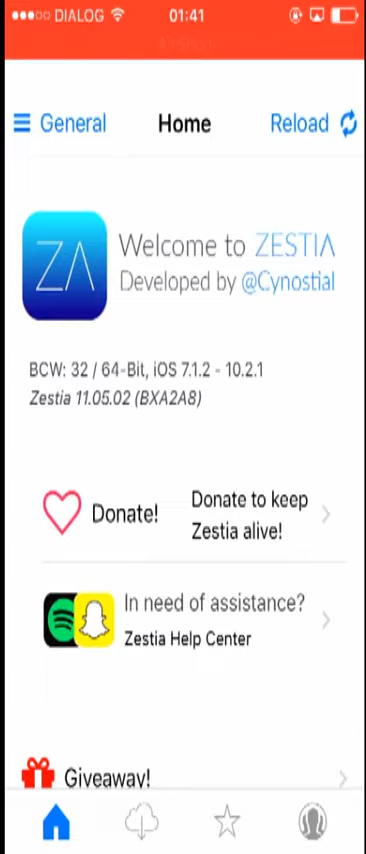 DIALOG 01:41
General Home Reload
ZA
Welcome to ZESTIA
Developed by @Cynostial
BCW: 32 / 64-Bit, iOS 7.1.2 - 10.2.1
Zestia 11.05.02 (BXA2A8)
Donate!
Donate to keep
Zestia alive!
In need of assistance?
Zestia Help Center
Giveaway!